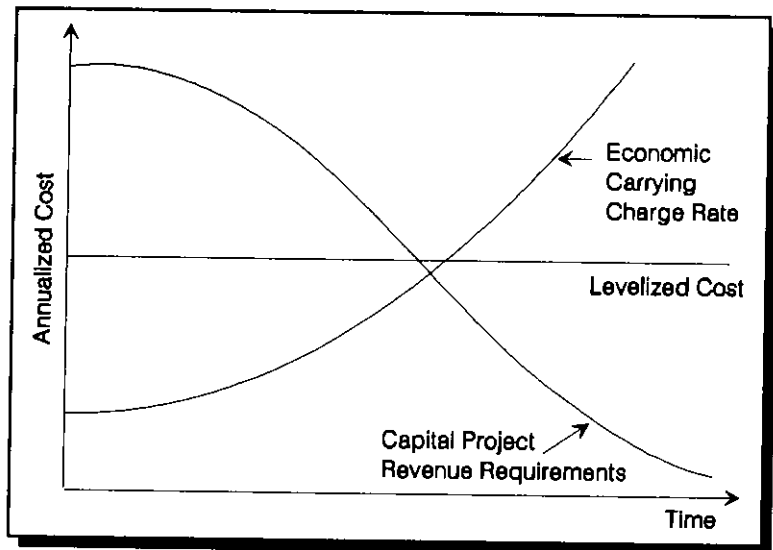 Annualized Cost
Economic
Carrying
Charge Rate
Levelized Cost
Capital Project
Revenue Requirements
Time